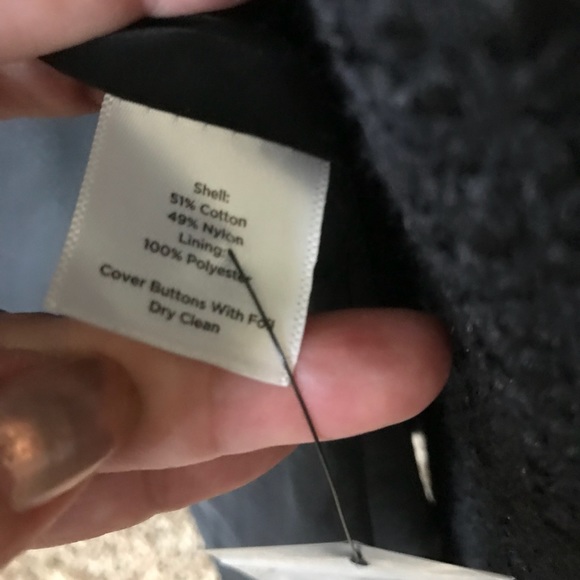 Shell:
51% Cotton
49% Nylon
Lining:
100% Polyester
Cover Buttons With Foil
Dry Clean